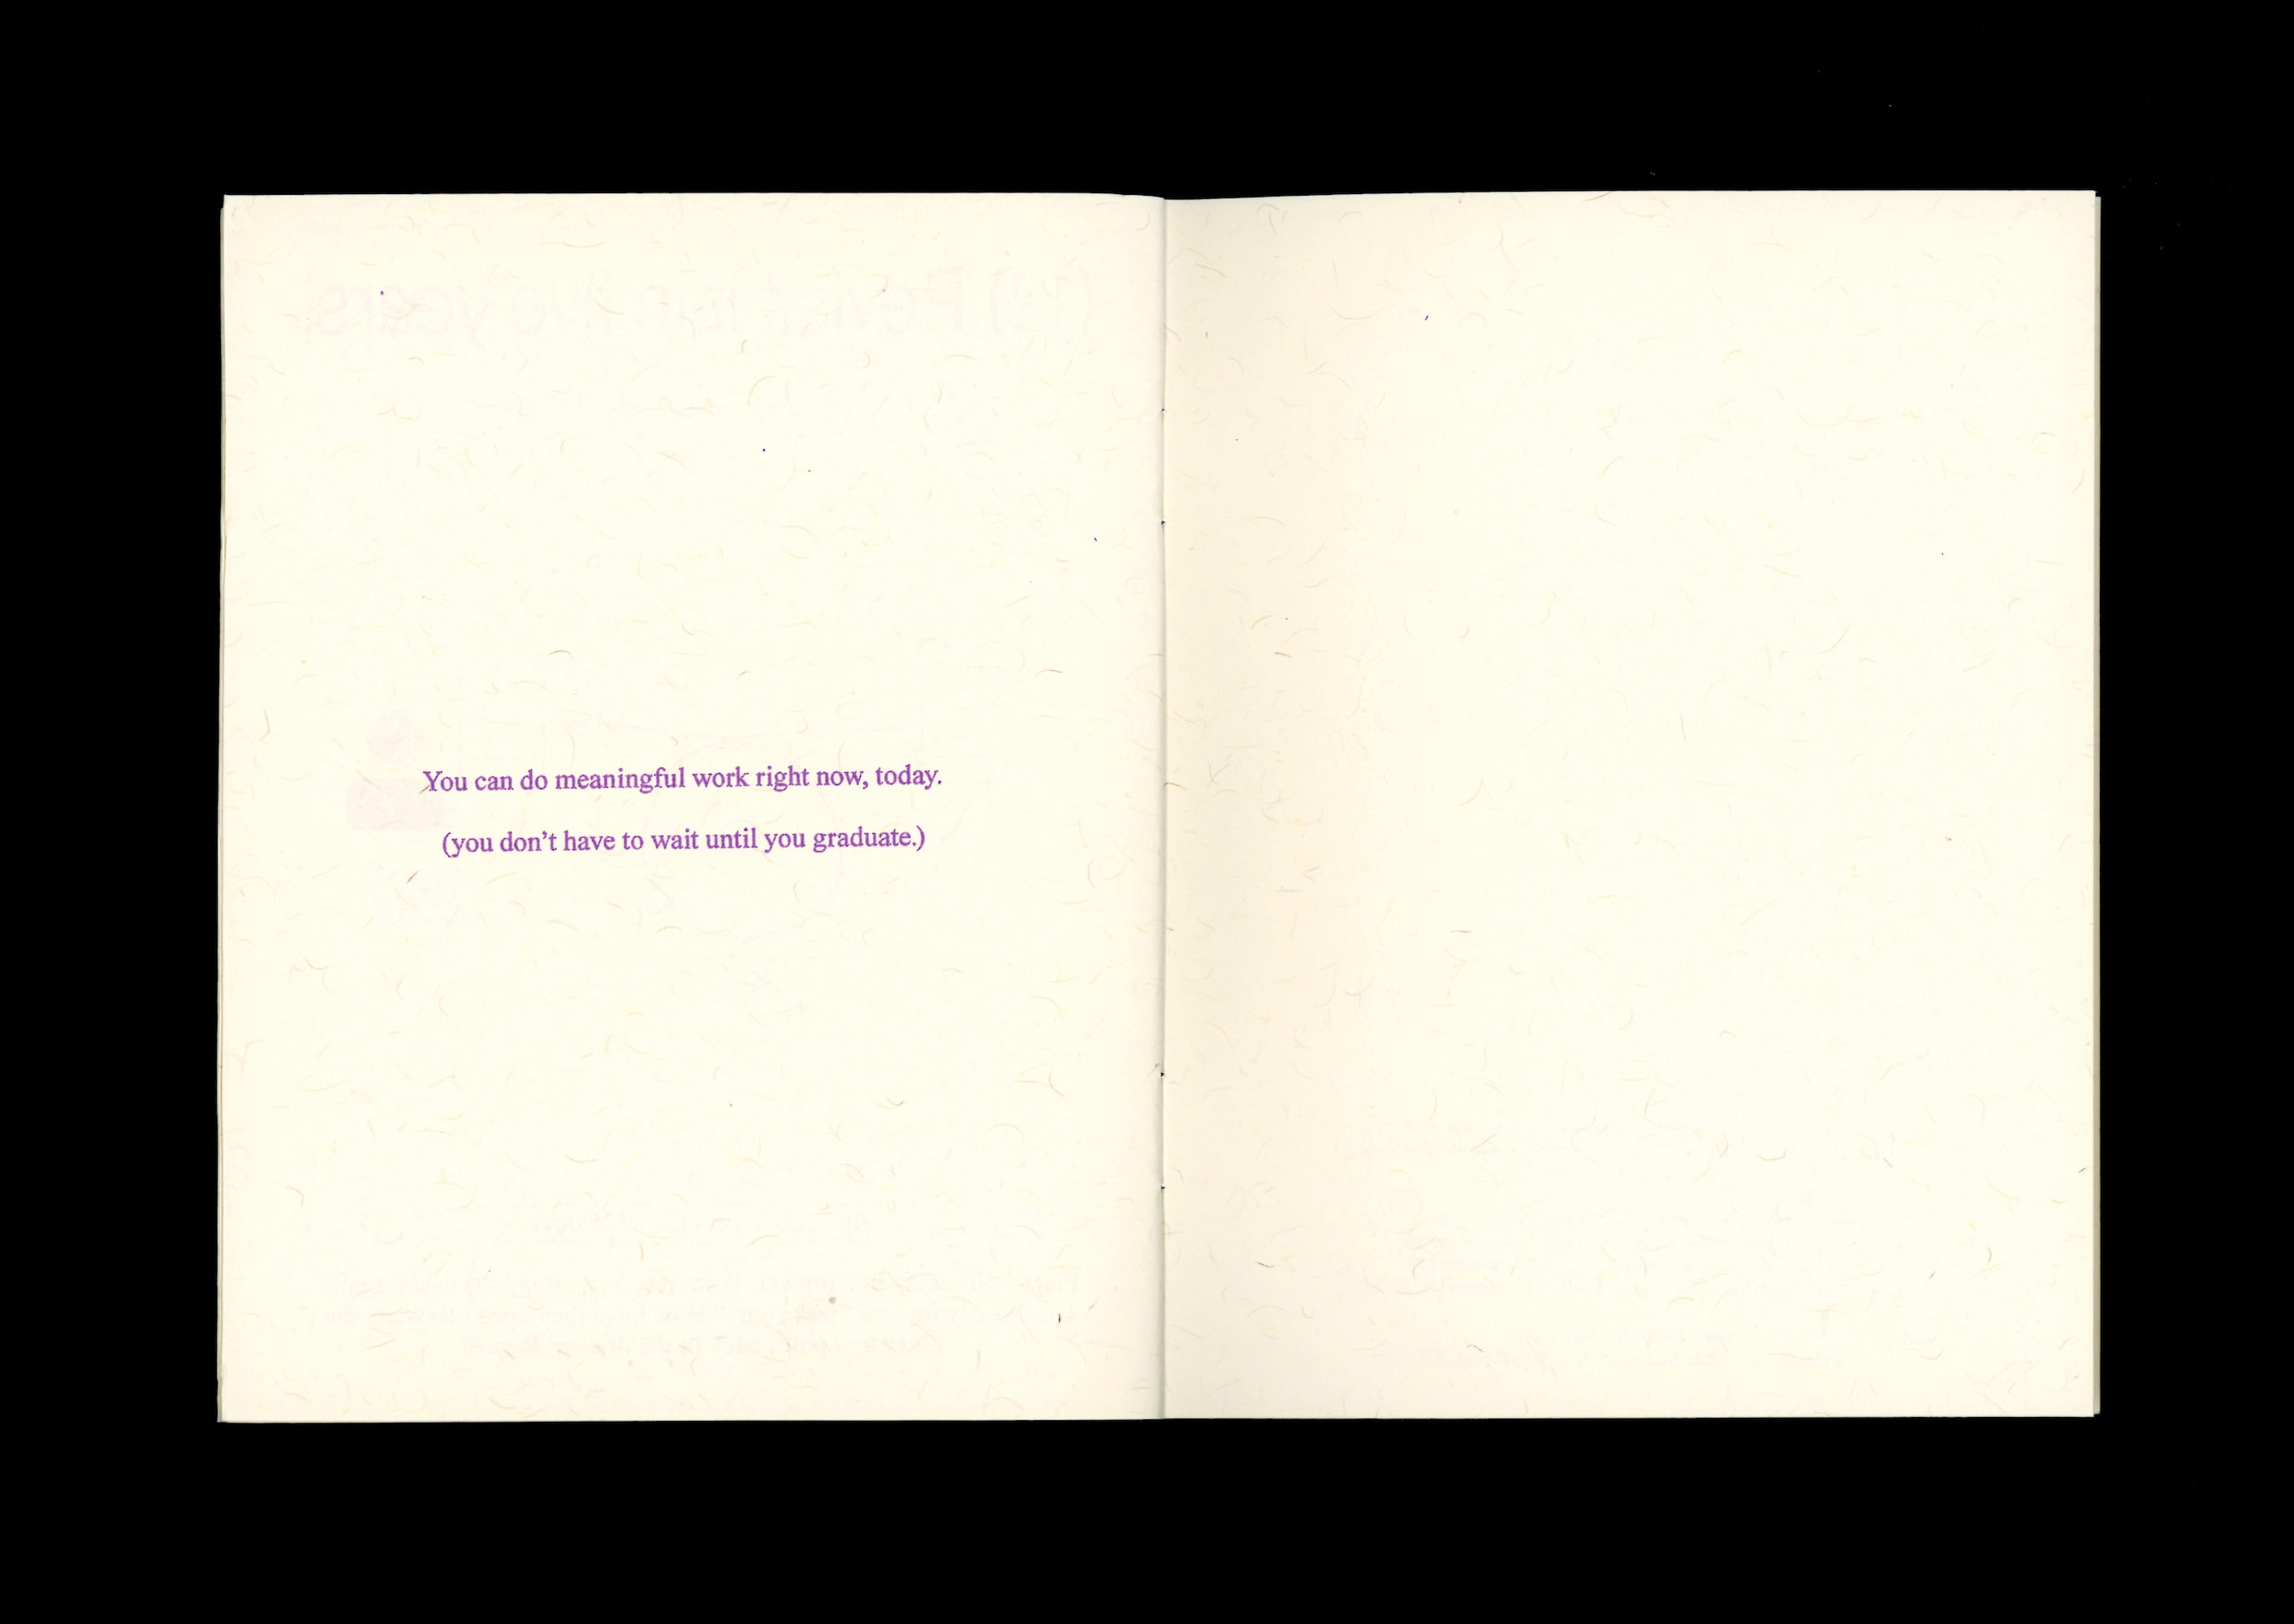 You can do meaningful work right now, today.
(you don't have to wait until you graduate.)